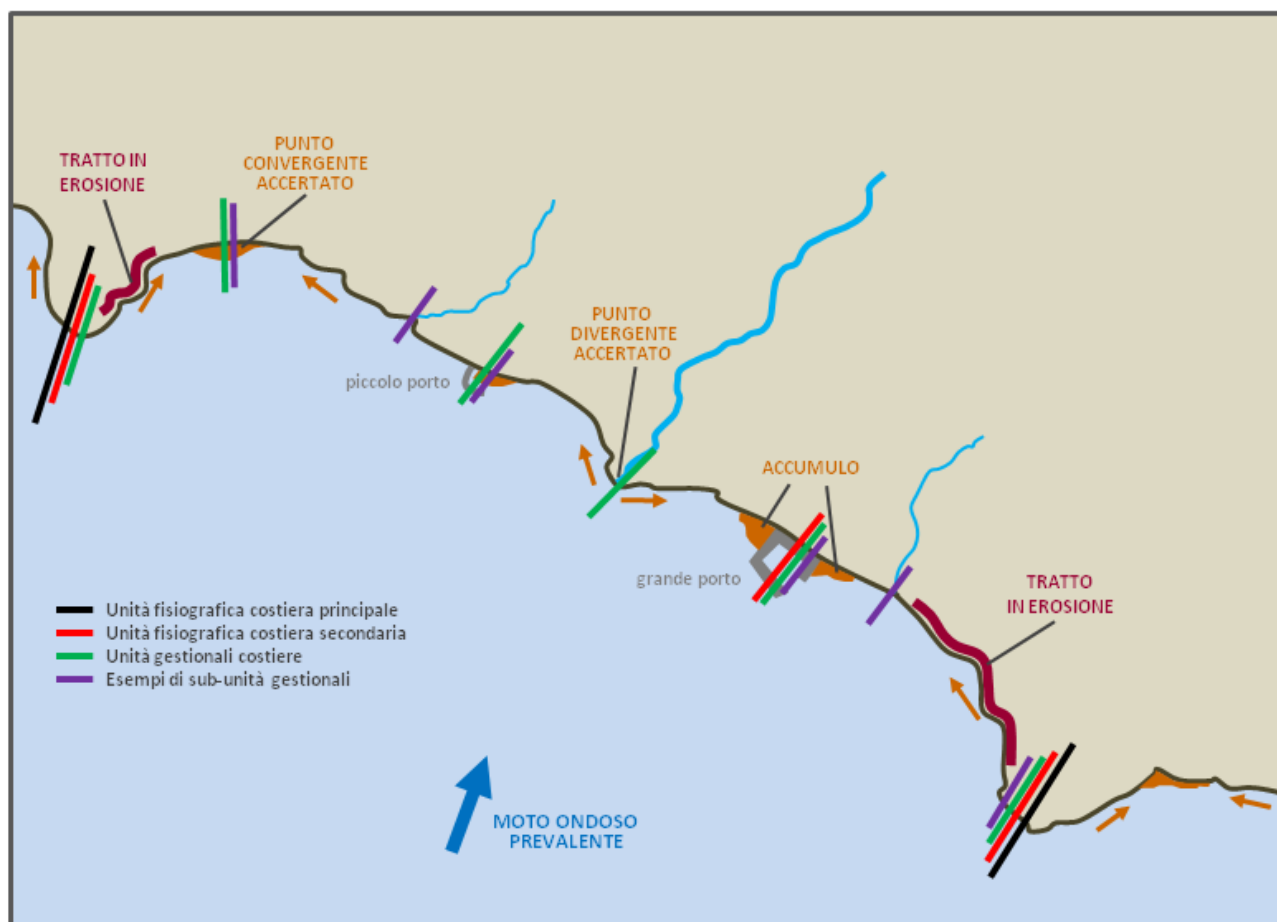 TRATTO IN
EROSIONE
PUNTO
CONVERGENTE
ACCERTATO
piccolo porto
PUNTO
DIVERGENTE
ACCERTATO
ACCUMULO
grande porto
TRATTO
IN EROSIONE
Unità fisiografica costiera principale
Unità fisiografica costiera secondaria
Unità gestionali costiere
Esempi di sub-unità gestionali
MOTO ONDOSO
PREVALENTE